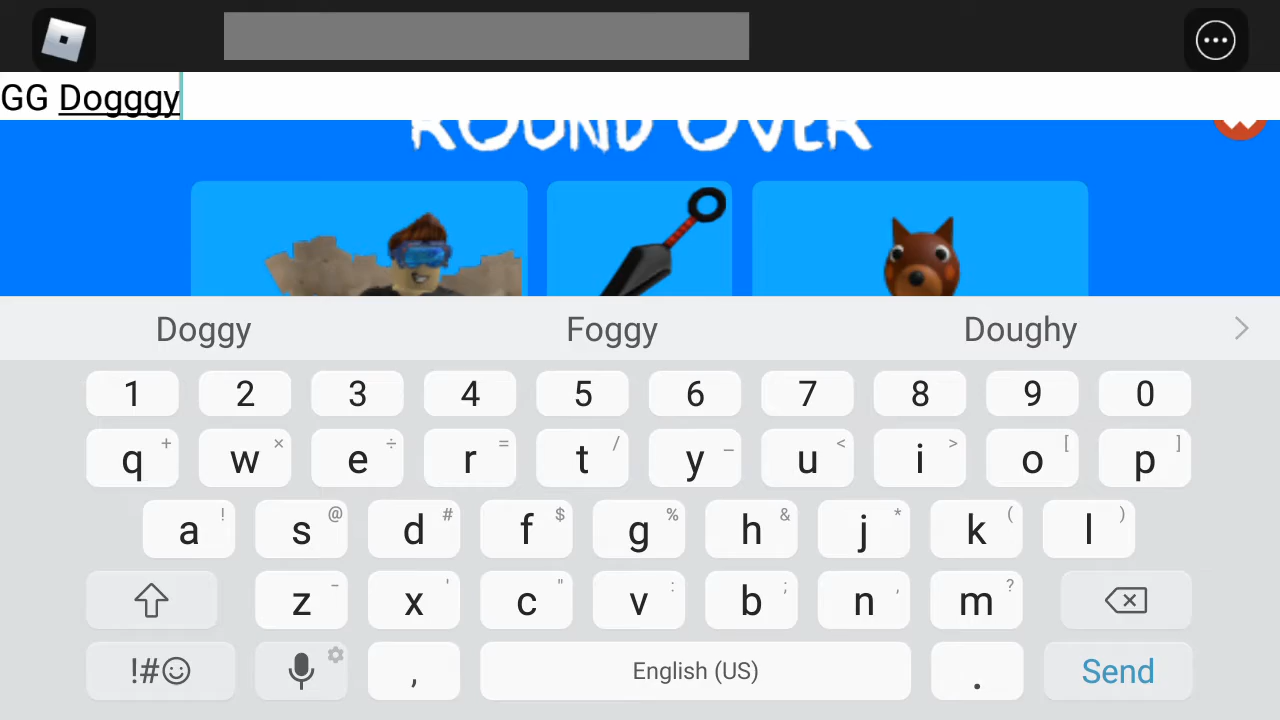 GG Dogggy
ROUND OVER
Doggy Foggy Doughy
1 2 3 4 5 6 7 8 9 0
q + w × e ÷ r = t / y _ u < i > o [ p ]
a ! s @ d # f $ g % h & j * k ( l )
z - x ' c " v : b ; n , m ?
!#☺ , English (US) . Send